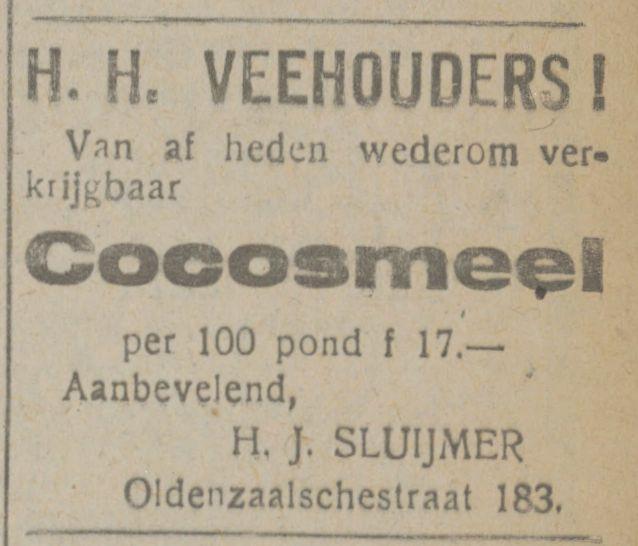 H. H. VEEHOUDERS!
Van af heden wederom ver-
krijgbaar
Cocosmeel
per 100 pond f 17.—
Aanbevelend,
H. J. SLUIJMER
Oldenzaalschestraat 183.